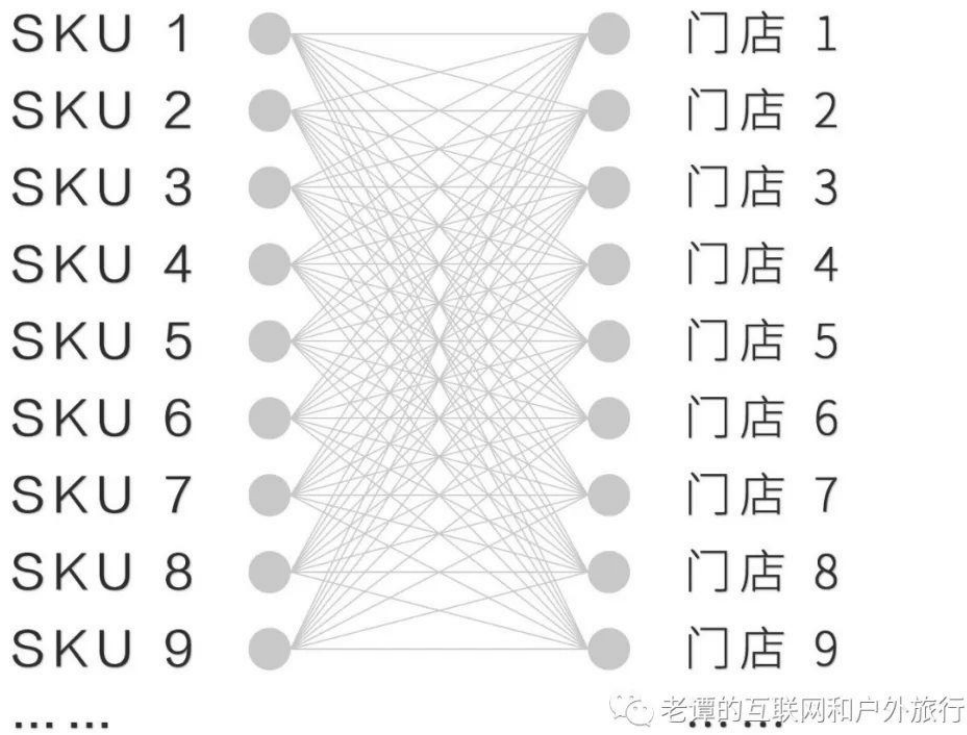 SKU 1 门店 1
SKU 2 门店 2
SKU 3 门店 3
SKU 4 门店 4
SKU 5 门店 5
SKU 6 门店 6
SKU 7 门店 7
SKU 8 门店 8
SKU 9 门店 9
…… ……
老谭的互联网和户外旅行